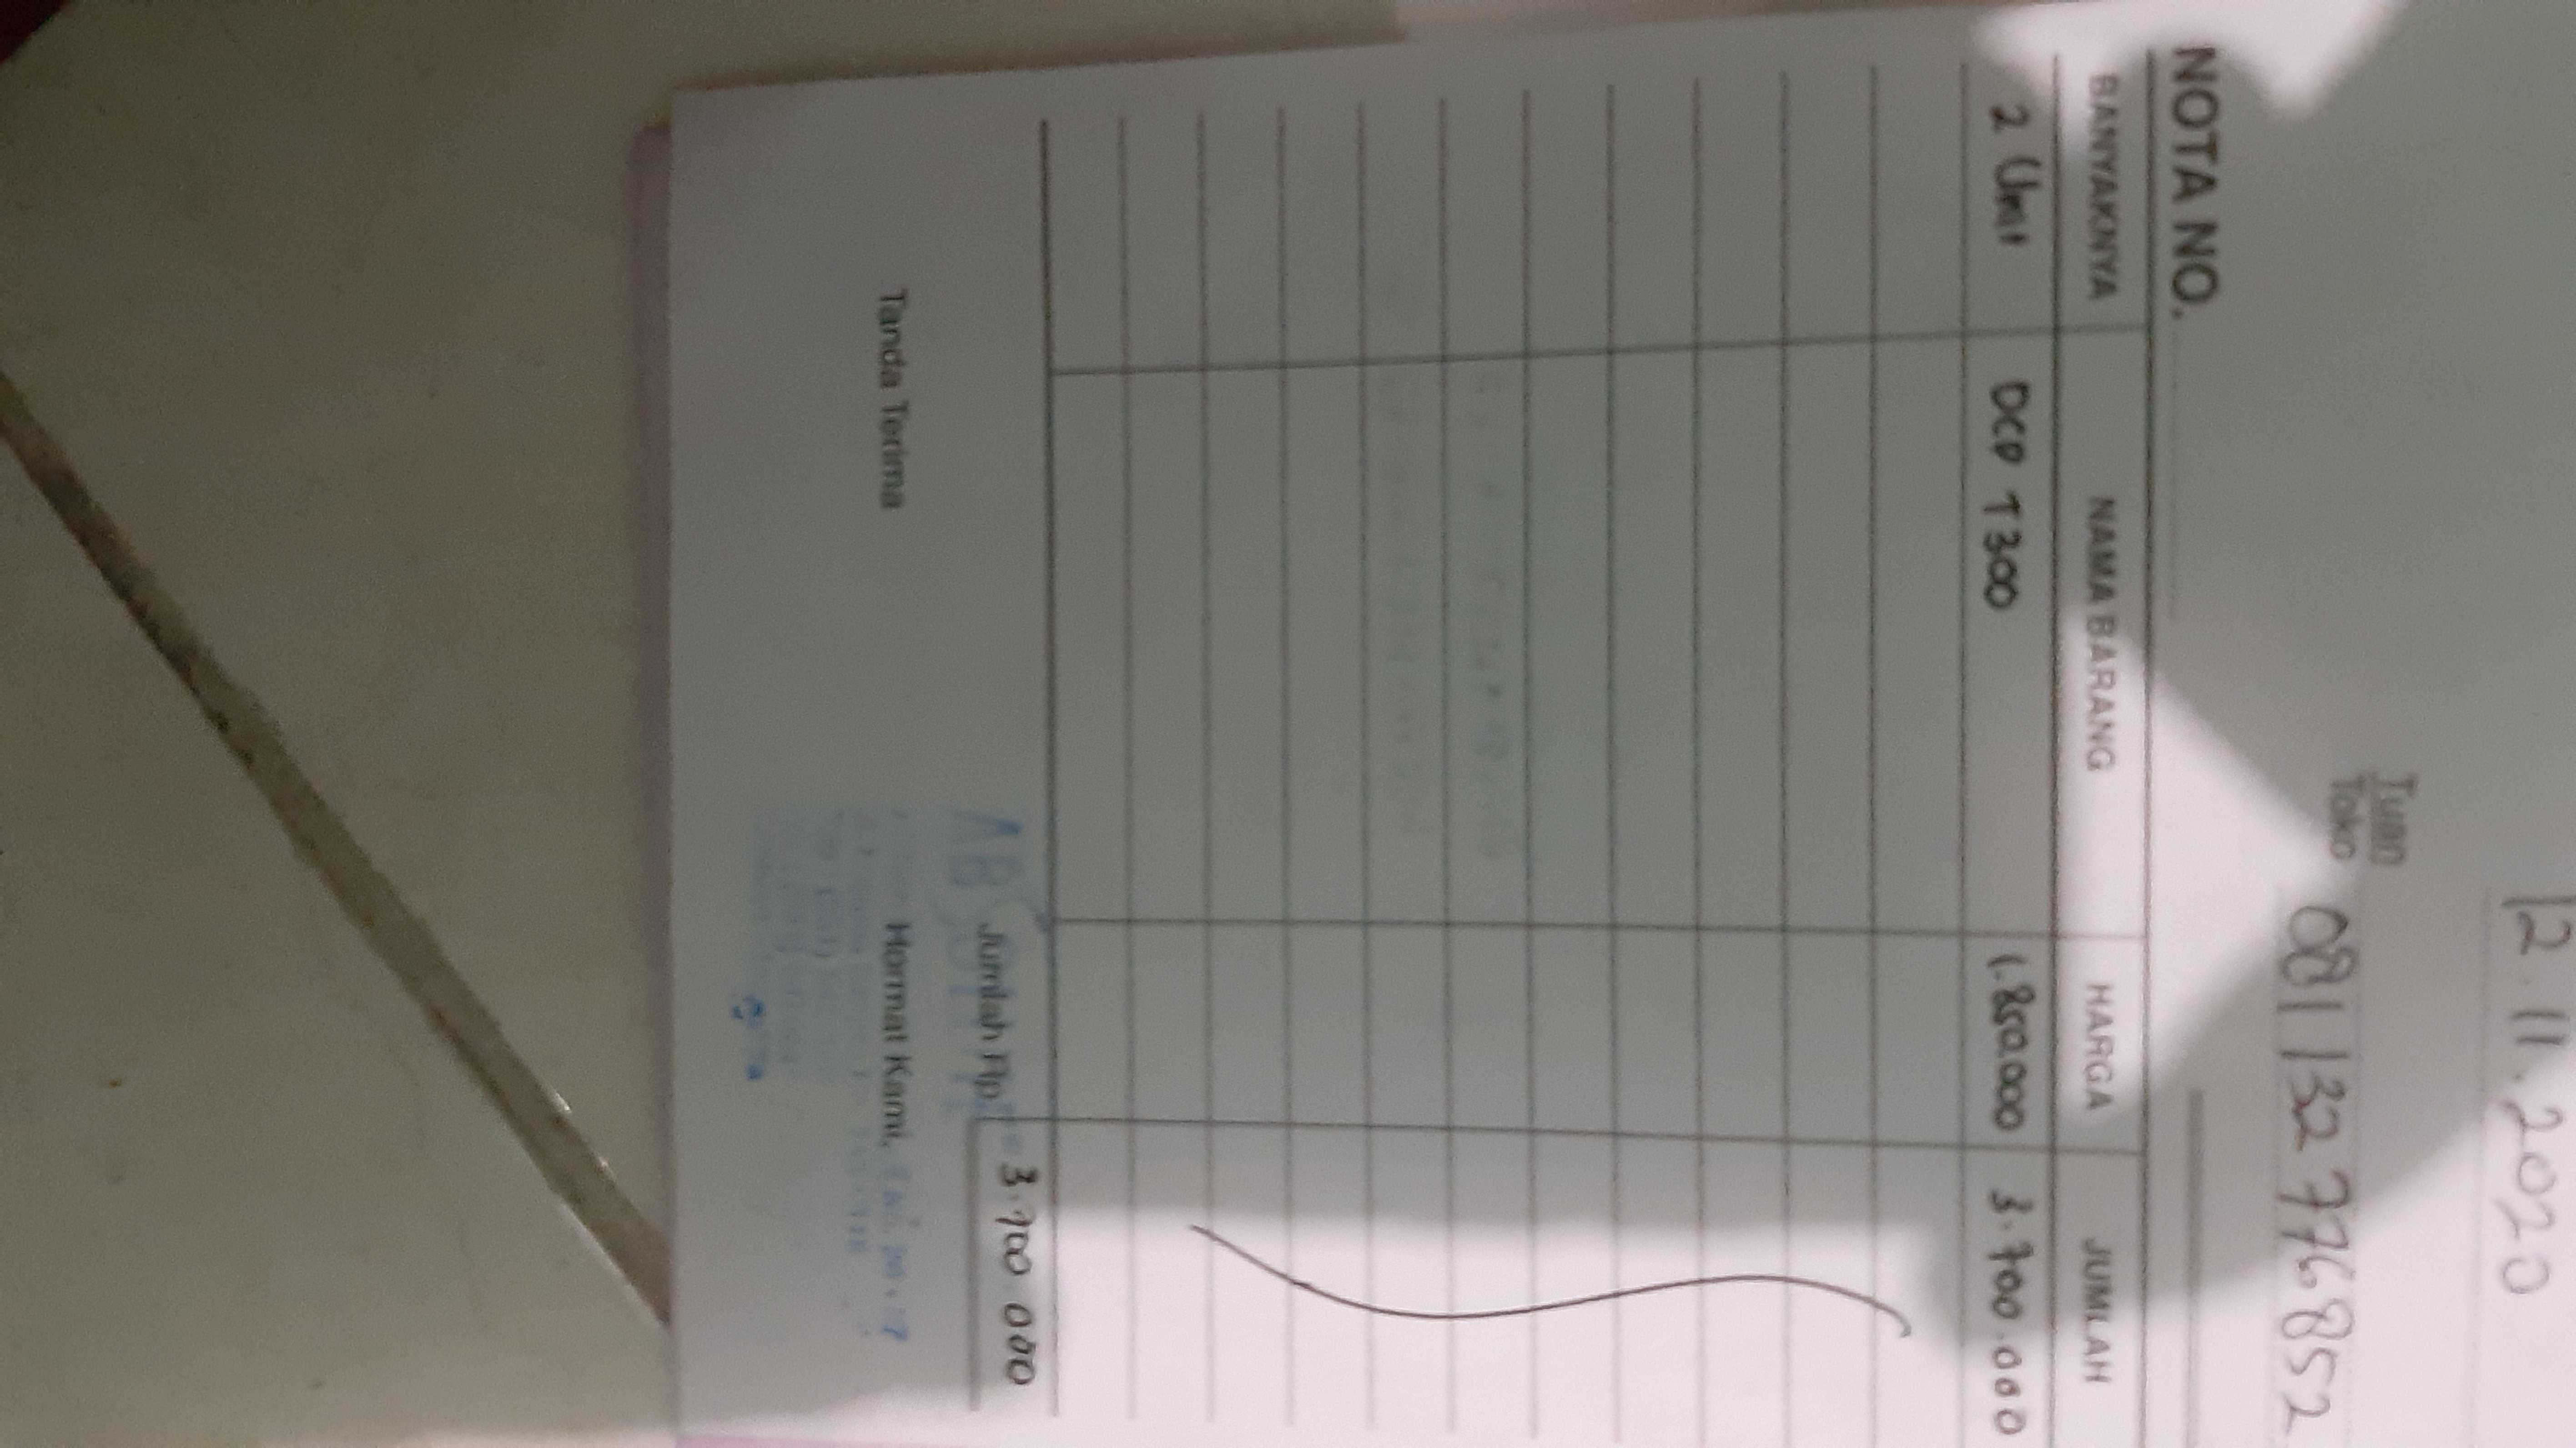 12.11.2020
Tuan
Toko 081132776852
NOTA NO.
BANYAKNYA NAMA BARANG HARGA JUMLAH
2 Unit DCP T300 1.850.000 3.700.000
Jumlah Rp. 3.700 000
Tanda Terima Hormat Kami,